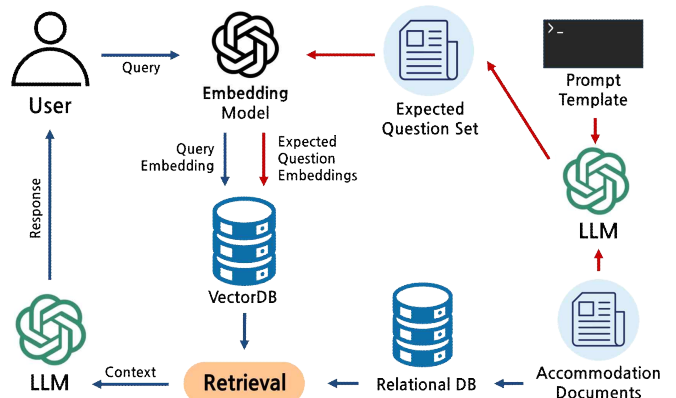 >_
Query
User
Embedding
Model
Expected
Question Set
Prompt
Template
Query
Embedding
Expected
Question
Embeddings
LLM
Response
VectorDB
LLM
Context
Retrieval
Relational DB
Accommodation
Documents